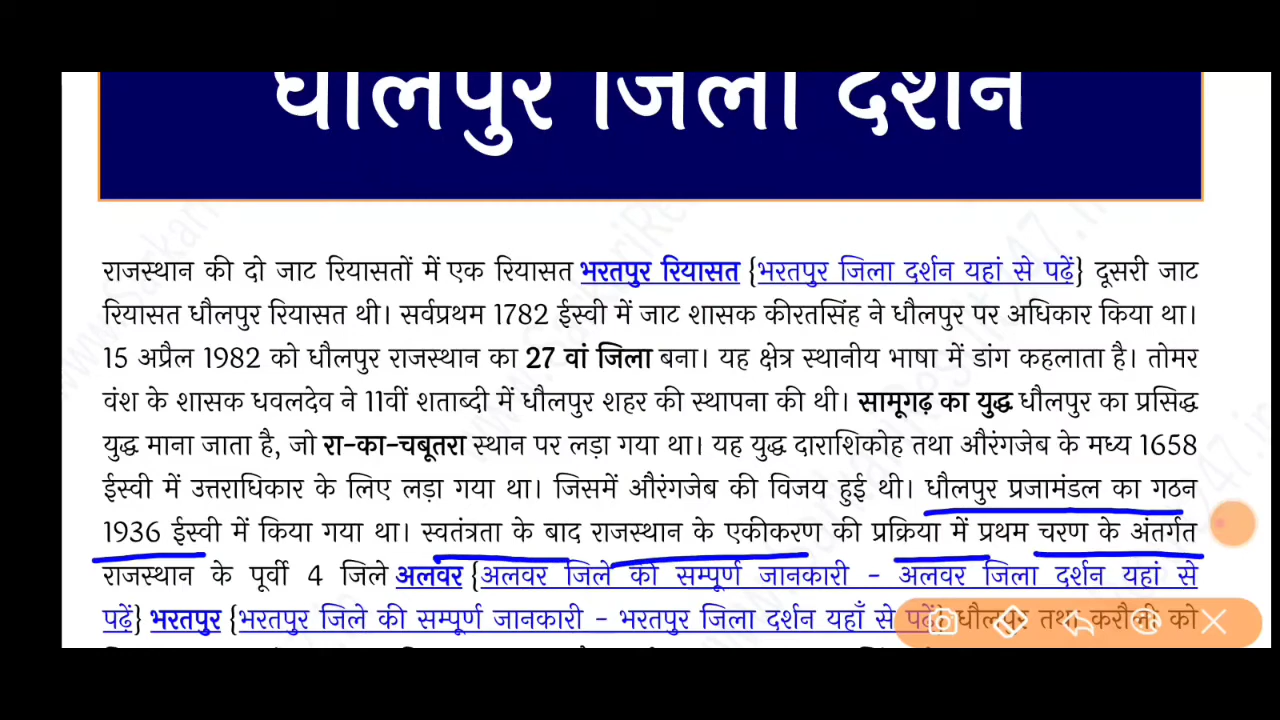 धौलपुर जिला दर्शन
राजस्थान की दो जाट रियासतों में एक रियासत भरतपुर रियासत {भरतपुर जिला दर्शन यहां से पढ़ें} दूसरी जाट
रियासत धौलपुर रियासत थी। सर्वप्रथम 1782 ईस्वी में जाट शासक कीरतसिंह ने धौलपुर पर अधिकार किया था।
15 अप्रैल 1982 को धौलपुर राजस्थान का 27 वां जिला बना। यह क्षेत्र स्थानीय भाषा में डांग कहलाता है। तोमर
वंश के शासक धवलदेव ने 11वीं शताब्दी में धौलपुर शहर की स्थापना की थी। सामूगढ़ का युद्ध धौलपुर का प्रसिद्ध
युद्ध माना जाता है, जो रा-का-चबूतरा स्थान पर लड़ा गया था। यह युद्ध दाराशिकोह तथा औरंगजेब के मध्य 1658
ईस्वी में उत्तराधिकार के लिए लड़ा गया था। जिसमें औरंगजेब की विजय हुई थी। धौलपुर प्रजामंडल का गठन
1936 ईस्वी में किया गया था। स्वतंत्रता के बाद राजस्थान के एकीकरण की प्रक्रिया में प्रथम चरण के अंतर्गत
राजस्थान के पूर्वी 4 जिले अलवर {अलवर जिले की सम्पूर्ण जानकारी - अलवर जिला दर्शन यहां से
पढ़ें} भरतपुर {भरतपुर जिले की सम्पूर्ण जानकारी - भरतपुर जिला दर्शन यहाँ से पढ़ें} धौलपुर तथा करौली को